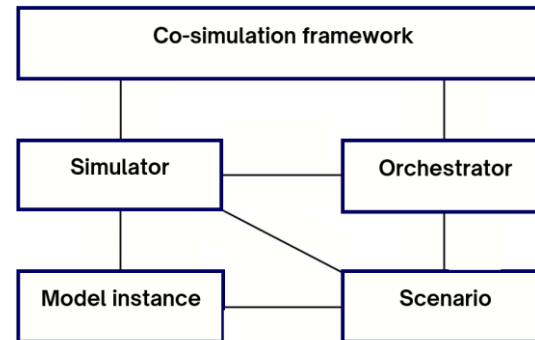 Co-simulation framework
Simulator
Orchestrator
Model instance
Scenario